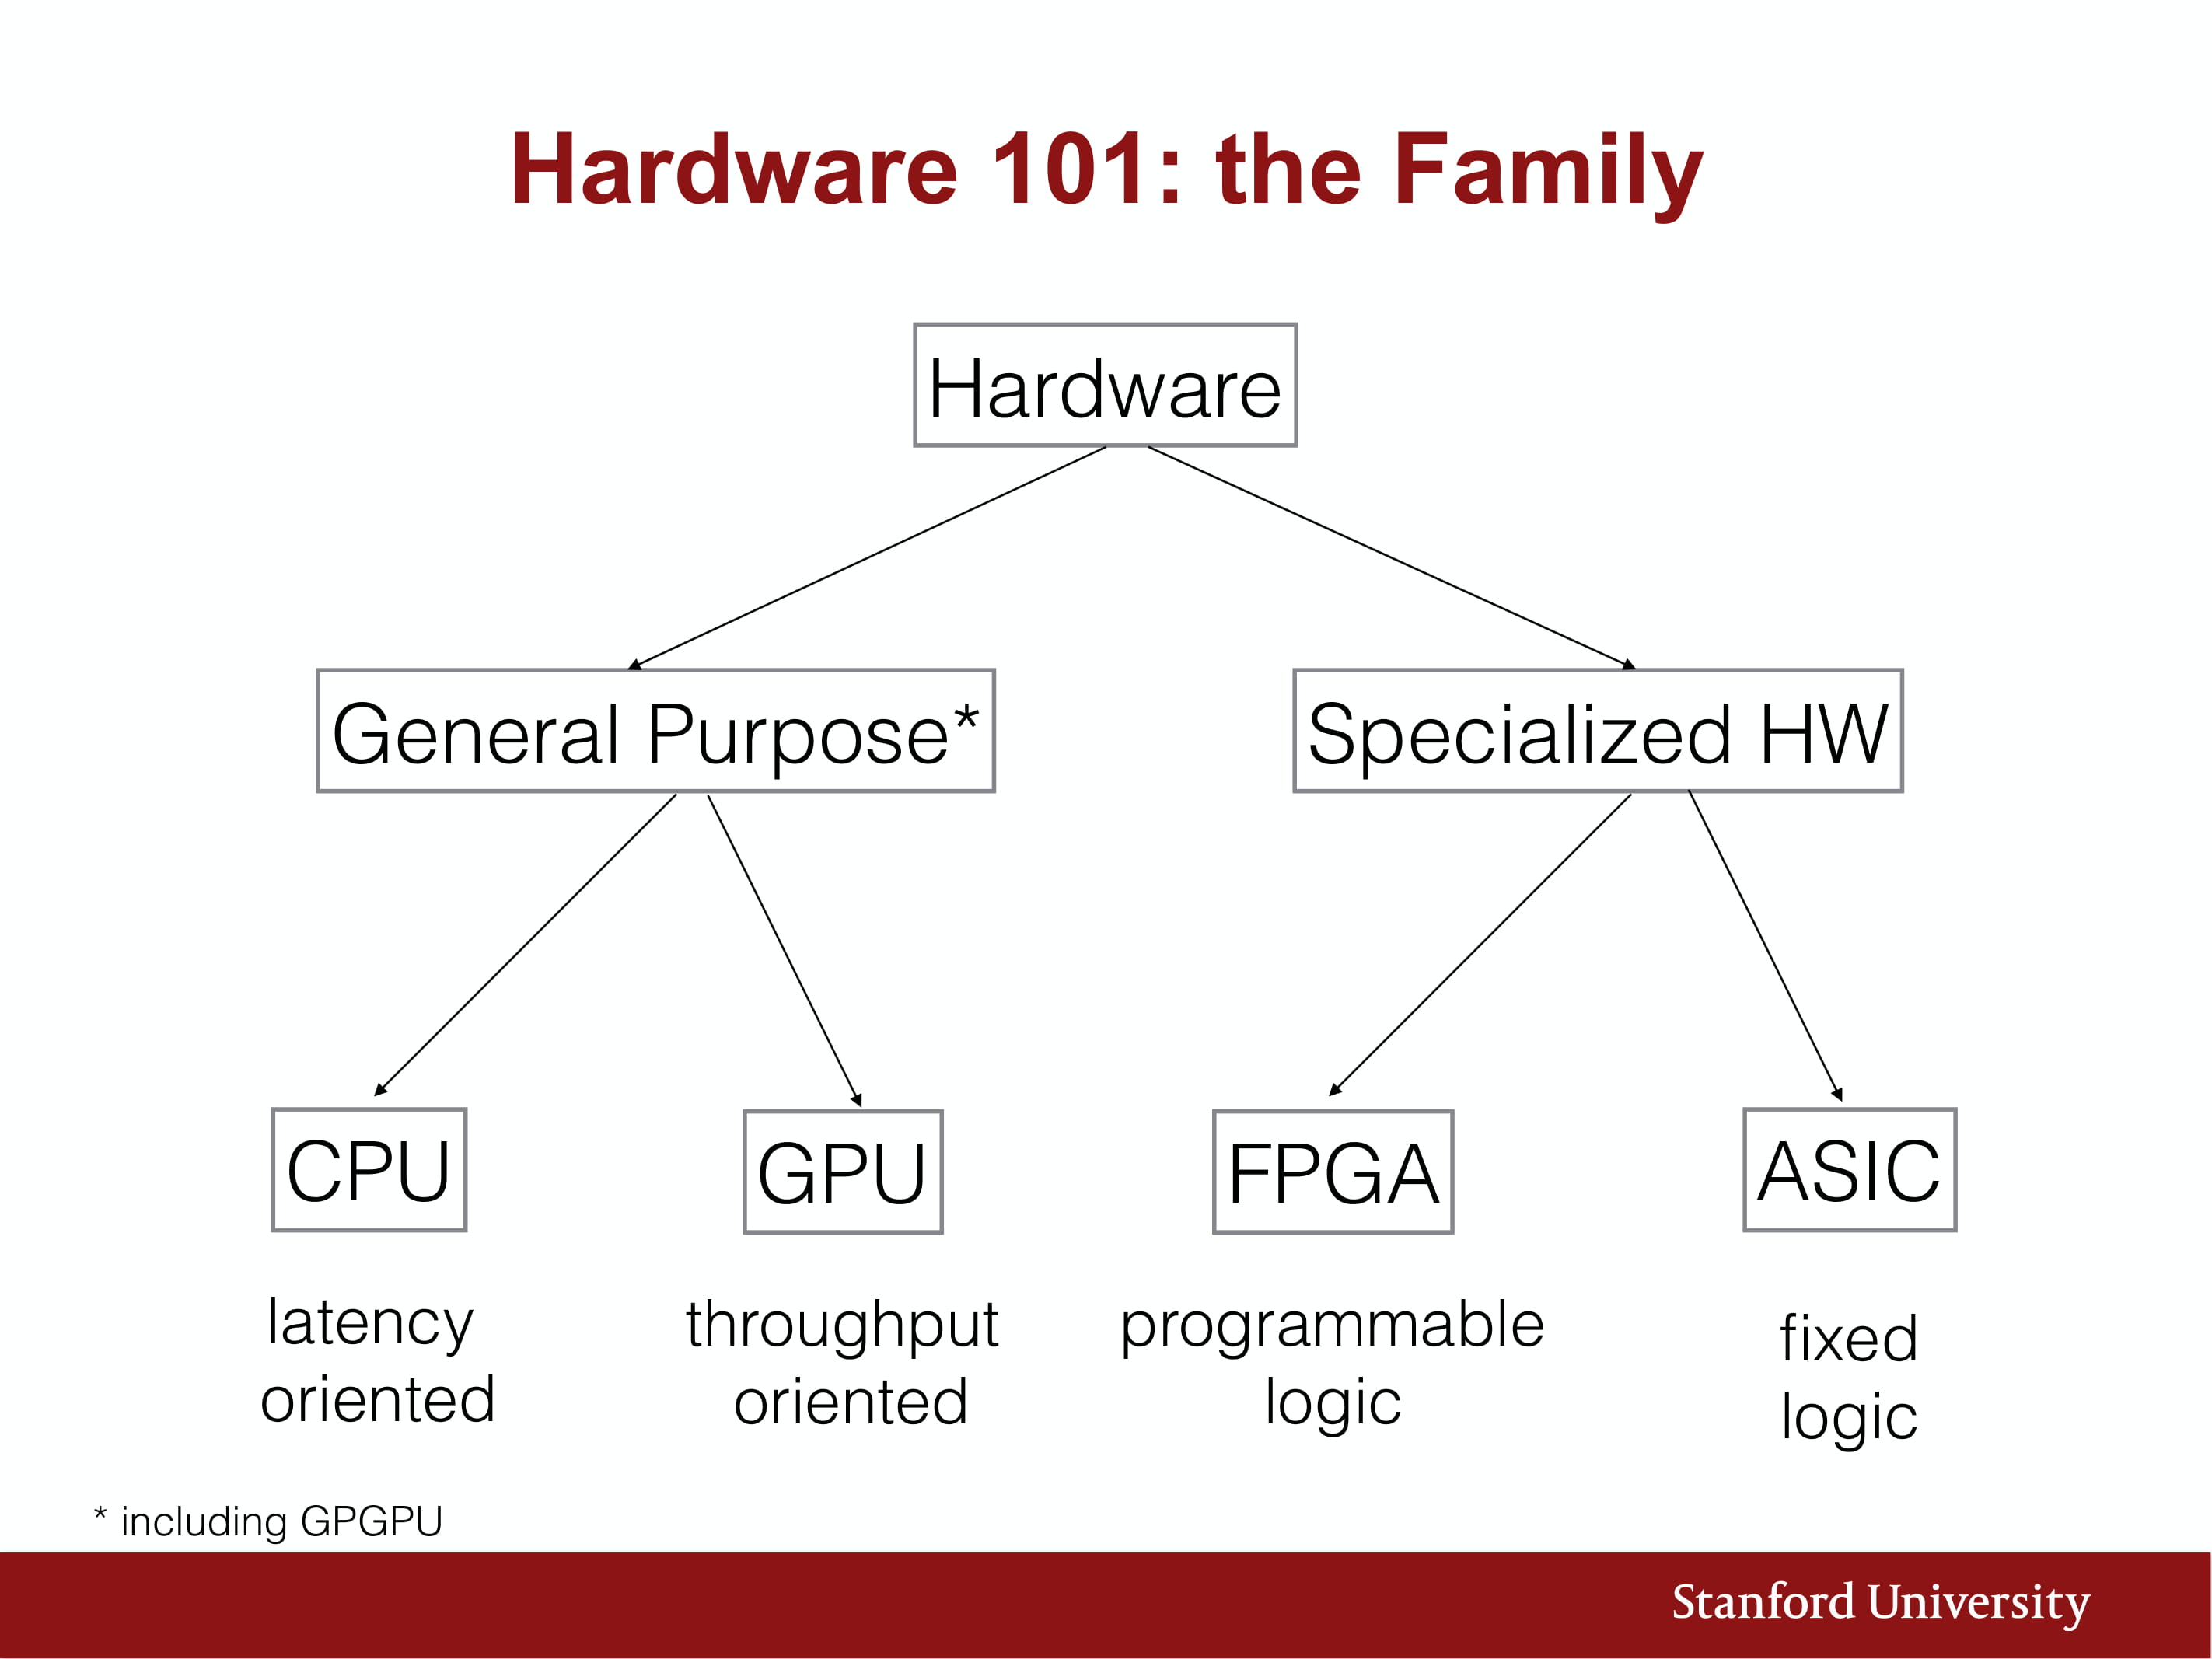 Hardware 101: the Family
Hardware
General Purpose*
Specialized HW
CPU
GPU
FPGA
ASIC
latency
oriented
throughput
oriented
programmable
logic
fixed
logic
* including GPGPU
Stanford University